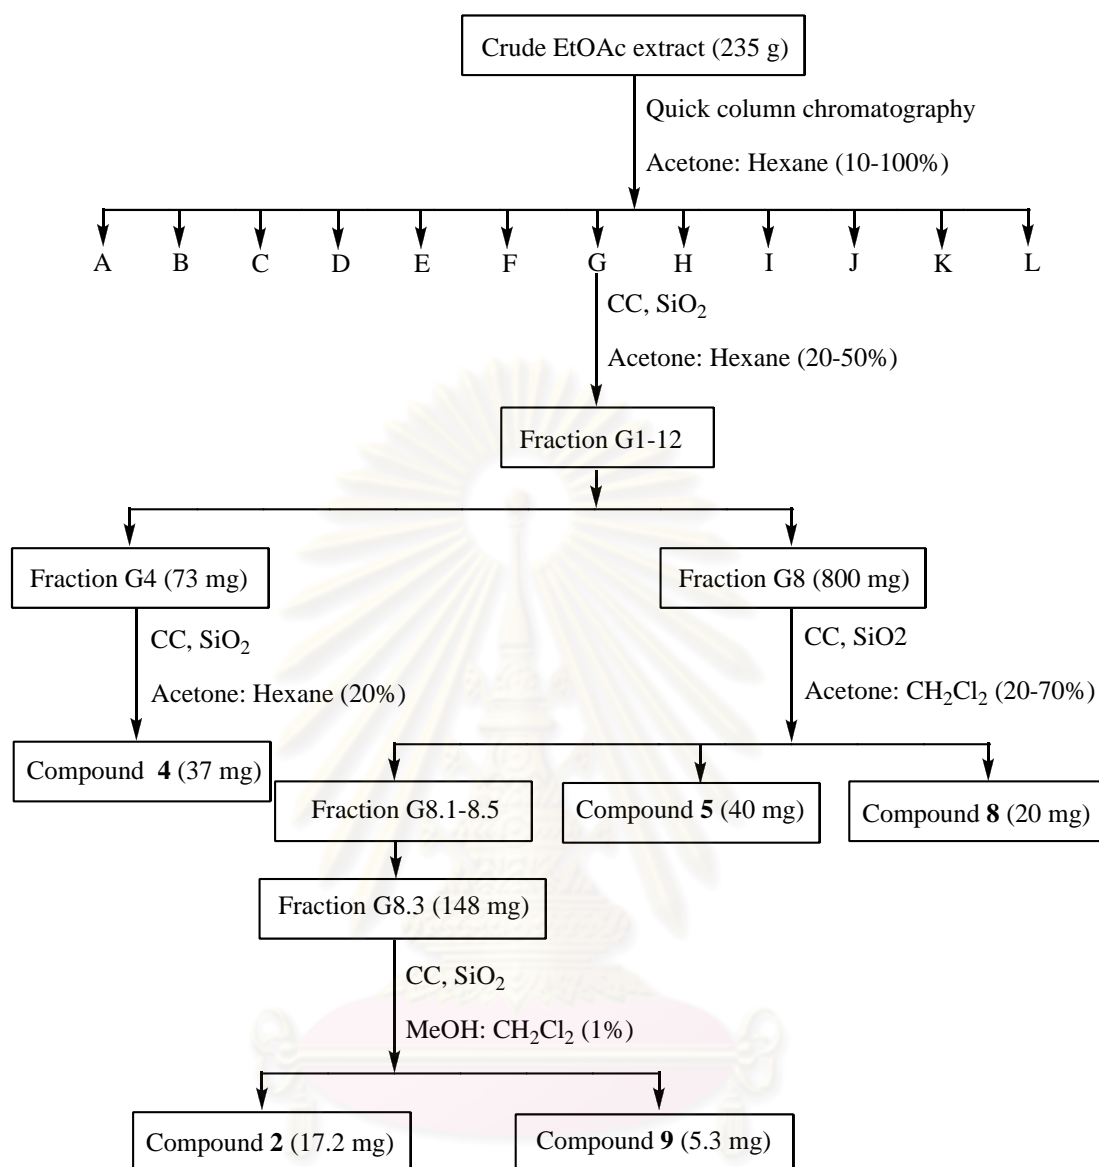 Crude EtOAc extract (235 g)
Quick column chromatography
Acetone: Hexane (10-100%)
A B C D E F G H I J K L
CC, SiO₂
Acetone: Hexane (20-50%)
Fraction G1-12
Fraction G4 (73 mg)
Fraction G8 (800 mg)
CC, SiO₂
Acetone: Hexane (20%)
CC, SiO2
Acetone: CH₂Cl₂ (20-70%)
Compound 4 (37 mg)
Fraction G8.1-8.5
Compound 5 (40 mg)
Compound 8 (20 mg)
Fraction G8.3 (148 mg)
CC, SiO₂
MeOH: CH₂Cl₂ (1%)
Compound 2 (17.2 mg)
Compound 9 (5.3 mg)